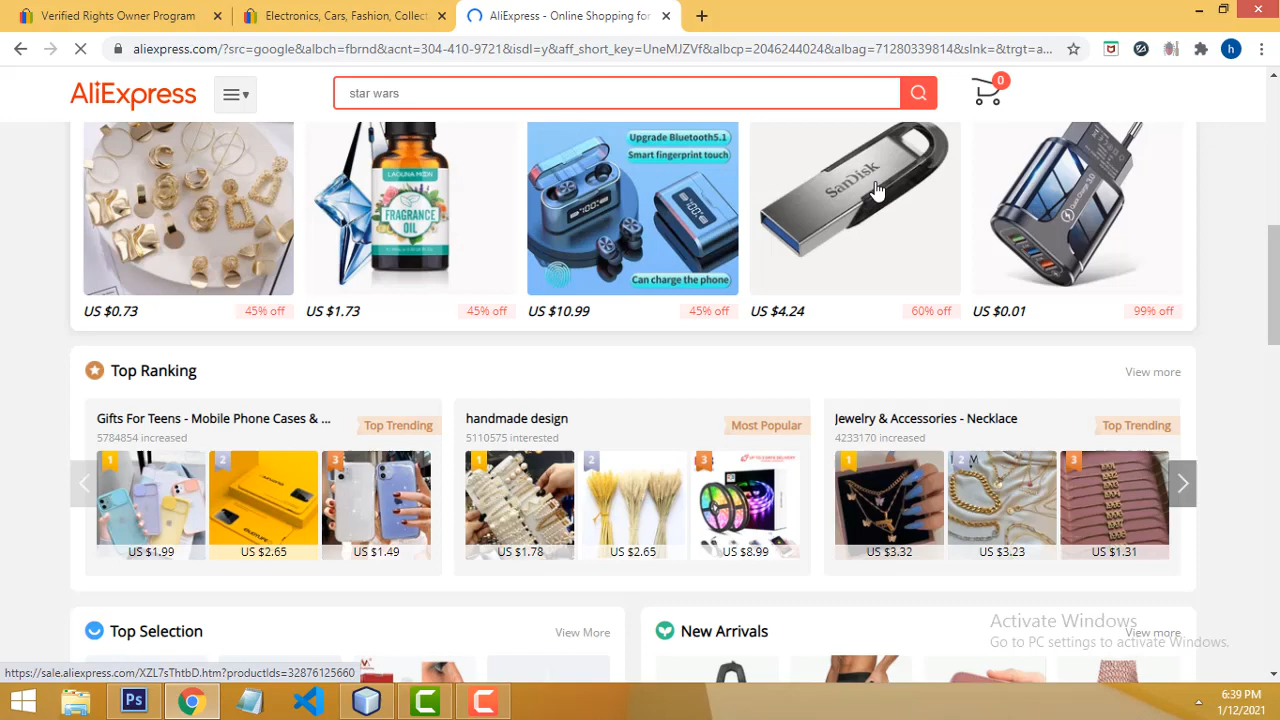 Verified Rights Owner Program
Electronics, Cars, Fashion, Collect
AliExpress - Online Shopping for
h
aliexpress.com/?src=google&albch=fbrnd&acnt=304-410-9721&isdl=y&aff_short_key=UneMJZVf&albcp=2046244024&albag=71280339814&slnk=&trgt=a...
AliExpress
star wars
0
LAGUNA MOON
FRAGRANCE
OIL
Upgrade Bluetooth5.1
Smart fingerprint touch
Can charge the phone
SanDisk
US $0.73
45% off
US $1.73
45% off
US $10.99
45% off
US $4.24
60% off
US $0.01
99% off
Top Ranking
View more
Gifts For Teens - Mobile Phone Cases & ...
5784854 increased
Top Trending
handmade design
5110575 interested
Most Popular
Jewelry & Accessories - Necklace
4233170 increased
Top Trending
1
2
3
1
2
3
1
2
3
US $1.99
US $2.65
US $1.49
US $1.78
US $2.65
US $8.99
US $3.32
US $3.23
US $1.31
Top Selection
View More
New Arrivals
View more
Activate Windows
Go to PC settings to activate Windows.
https://sale.aliexpress.com/XZL7sThtbD.htm?productIds=32876125660
Ps
C
C
6:39 PM
1/12/2021